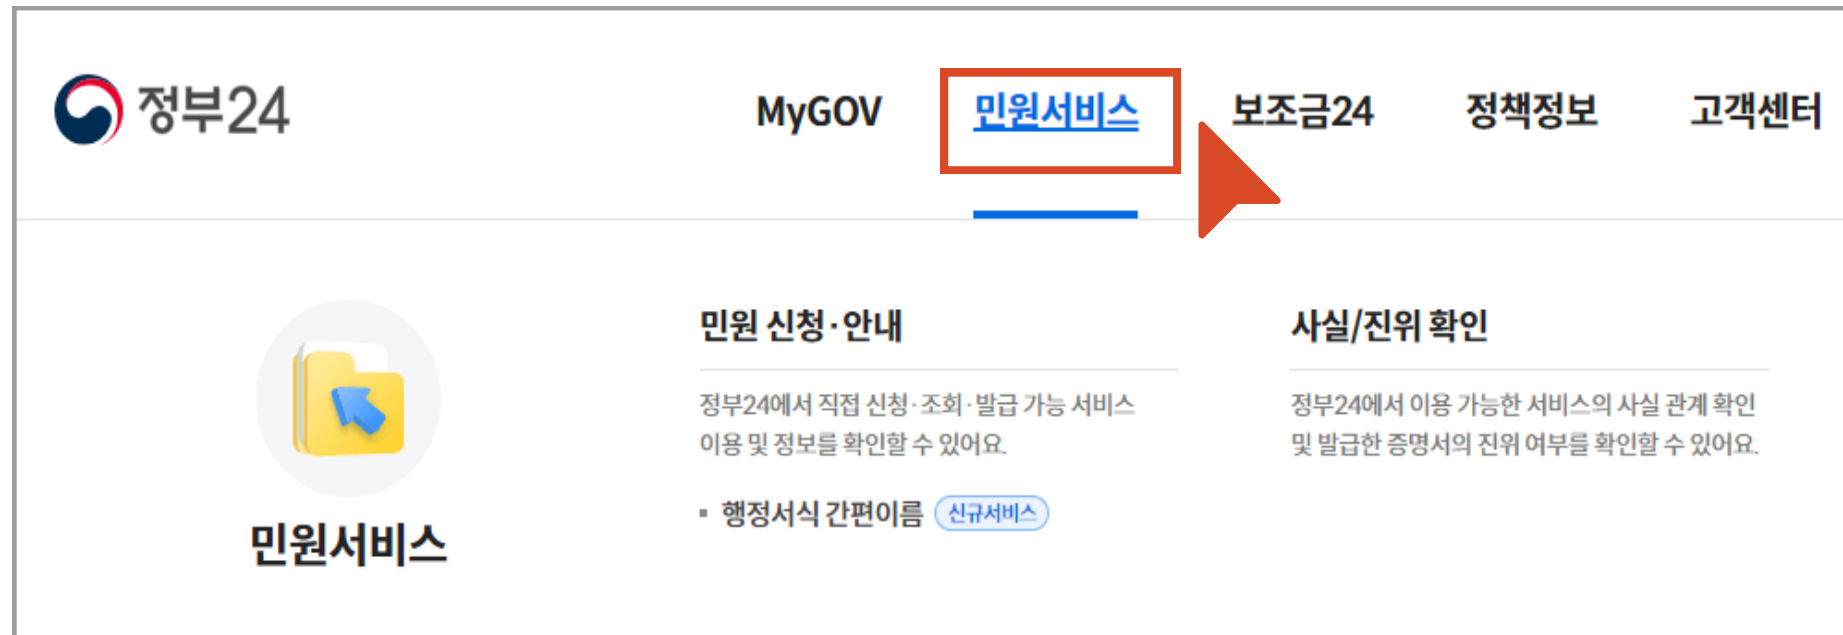 정부24
MyGOV 민원서비스 보조금24 정책정보 고객센터
민원서비스
민원 신청·안내
정부24에서 직접 신청·조회·발급 가능 서비스
이용 및 정보를 확인할 수 있어요.
행정서식 간편이름 신규서비스
사실/진위 확인
정부24에서 이용 가능한 서비스의 사실 관계 확인
및 발급한 증명서의 진위 여부를 확인할 수 있어요.